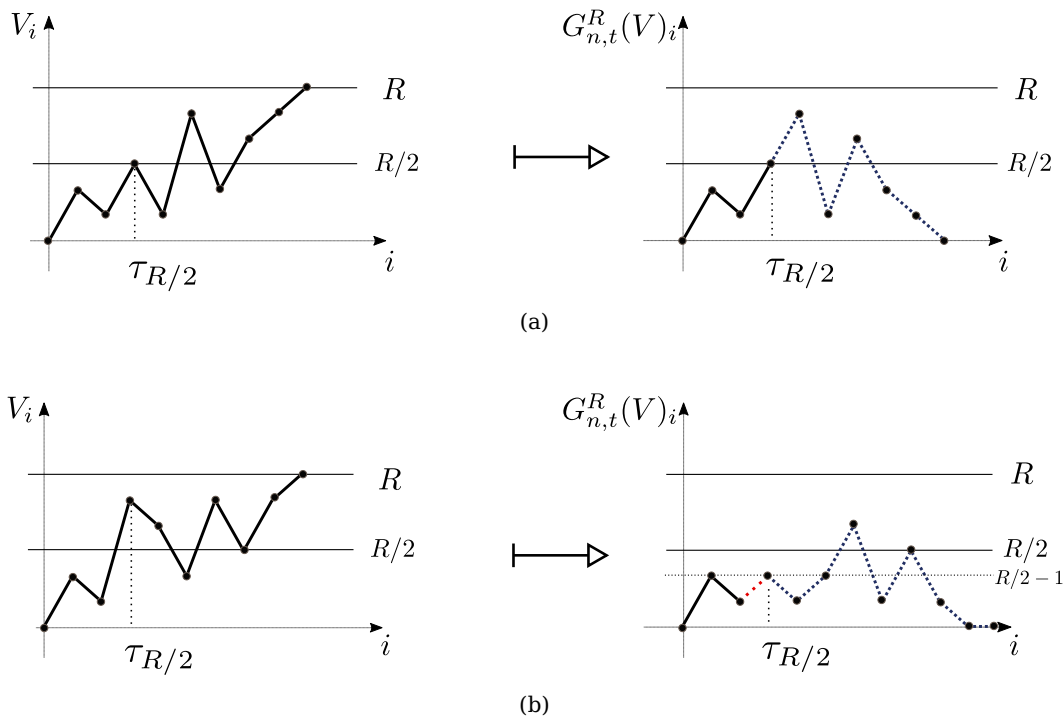 V_i
G^R_{n,t}(V)_i
R
R
R/2
R/2
i
i
τ_{R/2}
τ_{R/2}
(a)
V_i
G^R_{n,t}(V)_i
R
R
R/2
R/2
R/2 − 1
i
i
τ_{R/2}
τ_{R/2}
(b)